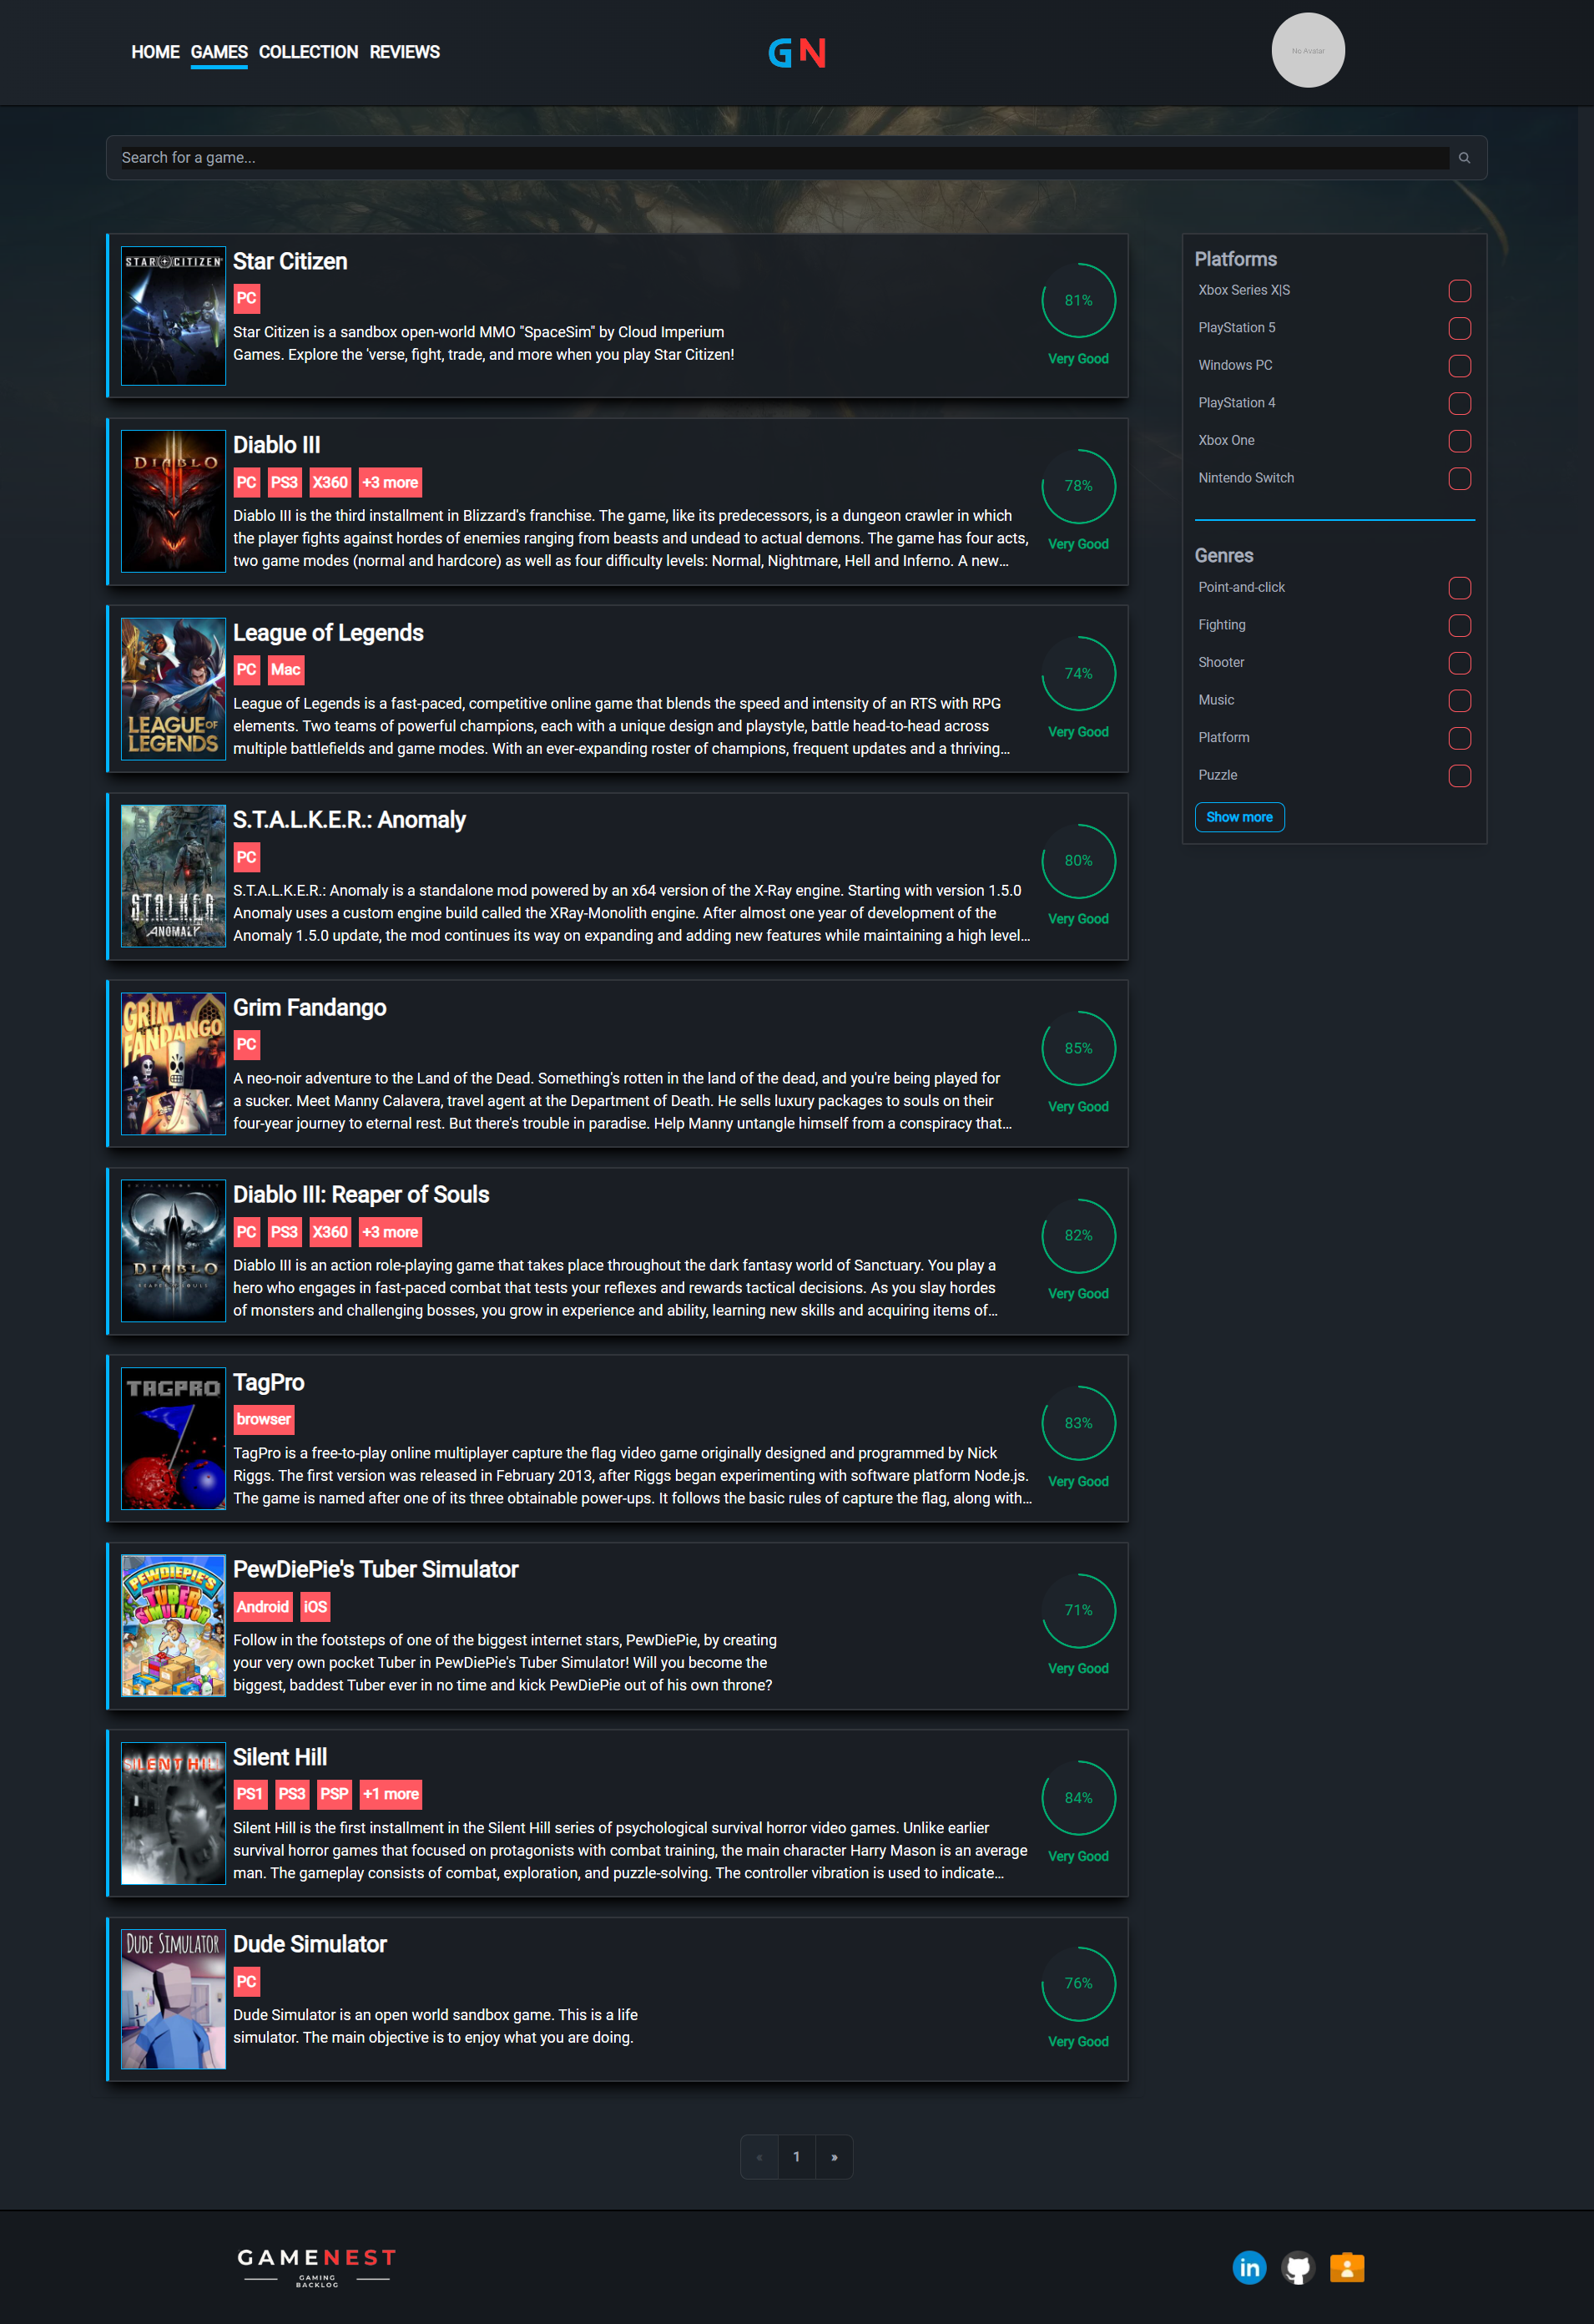 HOME GAMES COLLECTION REVIEWS
GN
No Avatar
Search for a game...
STAR CITIZEN
Star Citizen
PC
Star Citizen is a sandbox open-world MMO "SpaceSim" by Cloud Imperium
Games. Explore the 'verse, fight, trade, and more when you play Star Citizen!
81%
Very Good
DIABLO
Diablo III
PC PS3 X360 +3 more
Diablo III is the third installment in Blizzard's franchise. The game, like its predecessors, is a dungeon crawler in which
the player fights against hordes of enemies ranging from beasts and undead to actual demons. The game has four acts,
two game modes (normal and hardcore) as well as four difficulty levels: Normal, Nightmare, Hell and Inferno. A new...
78%
Very Good
LEAGUE OF
LEGENDS
League of Legends
PC Mac
League of Legends is a fast-paced, competitive online game that blends the speed and intensity of an RTS with RPG
elements. Two teams of powerful champions, each with a unique design and playstyle, battle head-to-head across
multiple battlefields and game modes. With an ever-expanding roster of champions, frequent updates and a thriving...
74%
Very Good
S.T.A.L.K.E.R
ANOMALY
S.T.A.L.K.E.R.: Anomaly
PC
S.T.A.L.K.E.R.: Anomaly is a standalone mod powered by an x64 version of the X-Ray engine. Starting with version 1.5.0
Anomaly uses a custom engine build called the XRay-Monolith engine. After almost one year of development of the
Anomaly 1.5.0 update, the mod continues its way on expanding and adding new features while maintaining a high level...
80%
Very Good
GRIM
FANDANGO
Grim Fandango
PC
A neo-noir adventure to the Land of the Dead. Something's rotten in the land of the dead, and you're being played for
a sucker. Meet Manny Calavera, travel agent at the Department of Death. He sells luxury packages to souls on their
four-year journey to eternal rest. But there's trouble in paradise. Help Manny untangle himself from a conspiracy that...
85%
Very Good
EXPANSION SET
DIABLO
REAPER OF SOULS
Diablo III: Reaper of Souls
PC PS3 X360 +3 more
Diablo III is an action role-playing game that takes place throughout the dark fantasy world of Sanctuary. You play a
hero who engages in fast-paced combat that tests your reflexes and rewards tactical decisions. As you slay hordes
of monsters and challenging bosses, you grow in experience and ability, learning new skills and acquiring items of...
82%
Very Good
TAGPRO
TagPro
browser
TagPro is a free-to-play online multiplayer capture the flag video game originally designed and programmed by Nick
Riggs. The first version was released in February 2013, after Riggs began experimenting with software platform Node.js.
The game is named after one of its three obtainable power-ups. It follows the basic rules of capture the flag, along with...
83%
Very Good
PEWDIEPIE'S
TUBER
SIMULATOR
PewDiePie's Tuber Simulator
Android iOS
Follow in the footsteps of one of the biggest internet stars, PewDiePie, by creating
your very own pocket Tuber in PewDiePie's Tuber Simulator! Will you become the
biggest, baddest Tuber ever in no time and kick PewDiePie out of his own throne?
71%
Very Good
SILENT HILL
Silent Hill
PS1 PS3 PSP +1 more
Silent Hill is the first installment in the Silent Hill series of psychological survival horror video games. Unlike earlier
survival horror games that focused on protagonists with combat training, the main character Harry Mason is an average
man. The gameplay consists of combat, exploration, and puzzle-solving. The controller vibration is used to indicate...
84%
Very Good
DUDE SIMULATOR
Dude Simulator
PC
Dude Simulator is an open world sandbox game. This is a life
simulator. The main objective is to enjoy what you are doing.
76%
Very Good
Platforms
Xbox Series X|S
PlayStation 5
Windows PC
PlayStation 4
Xbox One
Nintendo Switch
Genres
Point-and-click
Fighting
Shooter
Music
Platform
Puzzle
Show more
« 1 »
GAMENEST
GAMING
BACKLOG
in